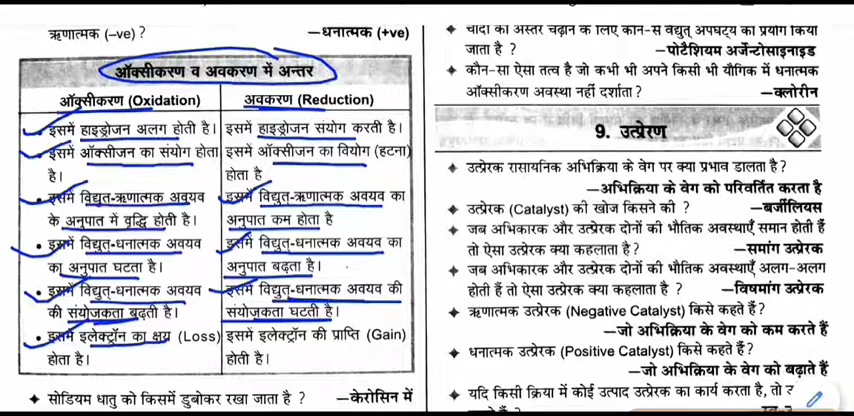 ऋणात्मक (–ve) ? —धनात्मक (+ve)
ऑक्सीकरण व अवकरण में अन्तर
ऑक्सीकरण (Oxidation) अवकरण (Reduction)
इसमें हाइड्रोजन अलग होती है। इसमें हाइड्रोजन संयोग करती है।
• इसमें ऑक्सीजन का संयोग होता इसमें ऑक्सीजन का वियोग (हटना)
है। होता है
• इसमें विद्युत-ऋणात्मक अवयव इसमें विद्युत-ऋणात्मक अवयव का
के अनुपात में वृद्धि होती है। अनुपात कम होता है
• इसमें विद्युत-धनात्मक अवयव इसमें विद्युत-धनात्मक अवयव का
का अनुपात घटता है। अनुपात बढ़ता है।
• इसमें विद्युत्-धनात्मक अवयव इसमें विद्युत्-धनात्मक अवयव की
की संयोजकता बढ़ती है। संयोजकता घटती है।
• इसमें इलेक्ट्रॉन का क्षय (Loss) इसमें इलेक्ट्रॉन की प्राप्ति (Gain)
होता है। होती है।
सोडियम धातु को किसमें डुबोकर रखा जाता है ? —केरोसिन में
चांदी का अस्तर चढ़ाने के लिए कौन-से वैद्युत् अपघट्य का प्रयोग किया
जाता है ? —पोटैशियम अर्जेन्टोसाइनाइड
कौन-सा ऐसा तत्व है जो कभी भी अपने किसी भी यौगिक में धनात्मक
ऑक्सीकरण अवस्था नहीं दर्शाता? —क्लोरीन
9. उत्प्रेरण
उत्प्रेरक रासायनिक अभिक्रिया के वेग पर क्या प्रभाव डालता है?
—अभिक्रिया के वेग को परिवर्तित करता है
उत्प्रेरक (Catalyst) की खोज किसने की ? —बर्जीलियस
जब अभिकारक और उत्प्रेरक दोनों की भौतिक अवस्थाएँ समान होती हैं
तो ऐसा उत्प्रेरक क्या कहलाता है? —समांग उत्प्रेरक
जब अभिकारक और उत्प्रेरक दोनों की भौतिक अवस्थाएँ अलग-अलग
होती हैं तो ऐसा उत्प्रेरक क्या कहलाता है ? —विषमांग उत्प्रेरक
ऋणात्मक उत्प्रेरक (Negative Catalyst) किसे कहते हैं?
—जो अभिक्रिया के वेग को कम करते हैं
धनात्मक उत्प्रेरक (Positive Catalyst) किसे कहते हैं?
—जो अभिक्रिया के वेग को बढ़ाते हैं
यदि किसी क्रिया में कोई उत्पाद उत्प्रेरक का कार्य करता है, तो